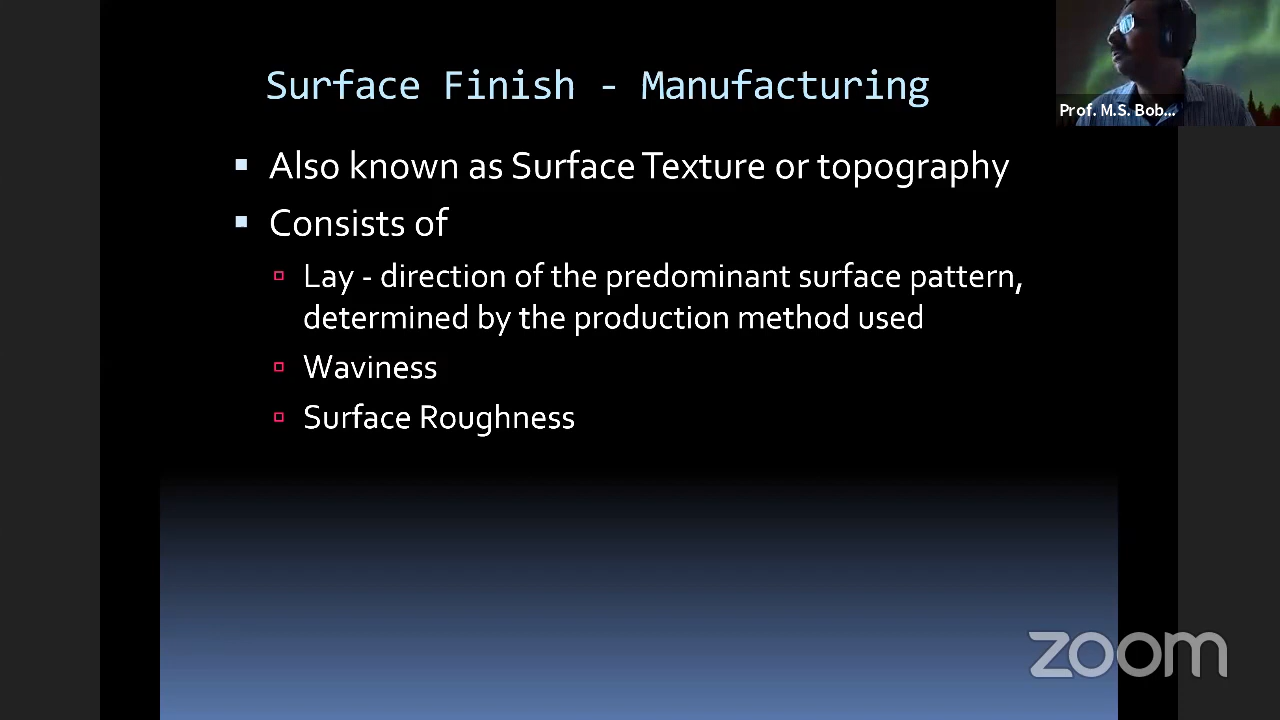 Surface Finish - Manufacturing
Prof. M.S. Bob...
Also known as Surface Texture or topography
Consists of
Lay - direction of the predominant surface pattern,
determined by the production method used
Waviness
Surface Roughness
zoom